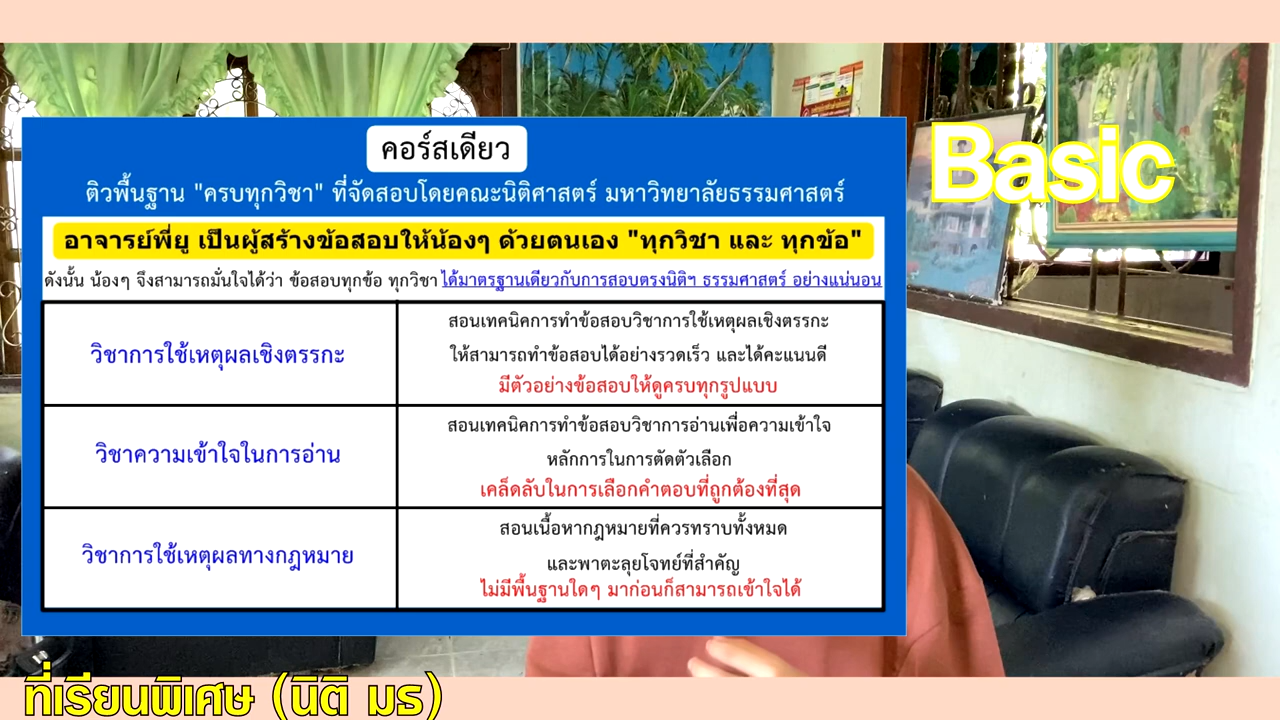 คอร์สเดียว
ติวพื้นฐาน "ครบทุกวิชา" ที่จัดสอบโดยคณะนิติศาสตร์ มหาวิทยาลัยธรรมศาสตร์
Basic
อาจารย์พี่ยู เป็นผู้สร้างข้อสอบให้น้องๆ ด้วยตนเอง "ทุกวิชา และ ทุกข้อ"
ดังนั้น น้องๆ จึงสามารถมั่นใจได้ว่า ข้อสอบทุกข้อ ทุกวิชา ได้มาตรฐานเดียวกับการสอบตรงนิติฯ ธรรมศาสตร์ อย่างแน่นอน
วิชาการใช้เหตุผลเชิงตรรกะ
สอนเทคนิคการทำข้อสอบวิชาการใช้เหตุผลเชิงตรรกะ
ให้สามารถทำข้อสอบได้อย่างรวดเร็ว และได้คะแนนดี
มีตัวอย่างข้อสอบให้ดูครบทุกรูปแบบ
วิชาความเข้าใจในการอ่าน
สอนเทคนิคการทำข้อสอบวิชาการอ่านเพื่อความเข้าใจ
หลักการในการตัดตัวเลือก
เคล็ดลับในการเลือกคำตอบที่ถูกต้องที่สุด
วิชาการใช้เหตุผลทางกฎหมาย
สอนเนื้อหากฎหมายที่ควรทราบทั้งหมด
และพาตะลุยโจทย์ที่สำคัญ
ไม่มีพื้นฐานใดๆ มาก่อนก็สามารถเข้าใจได้
ที่เรียนพิเศษ (นิติ มธ)